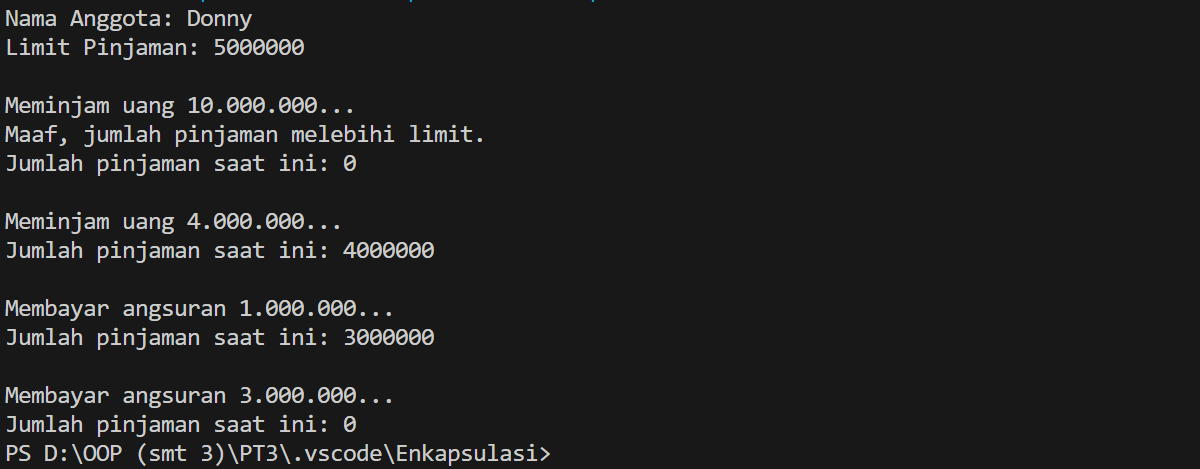 Nama Anggota: Donny
Limit Pinjaman: 5000000
Meminjam uang 10.000.000...
Maaf, jumlah pinjaman melebihi limit.
Jumlah pinjaman saat ini: 0
Meminjam uang 4.000.000...
Jumlah pinjaman saat ini: 4000000
Membayar angsuran 1.000.000...
Jumlah pinjaman saat ini: 3000000
Membayar angsuran 3.000.000...
Jumlah pinjaman saat ini: 0
PS D:\OOP (smt 3)\PT3\.vscode\Enkapsulasi>